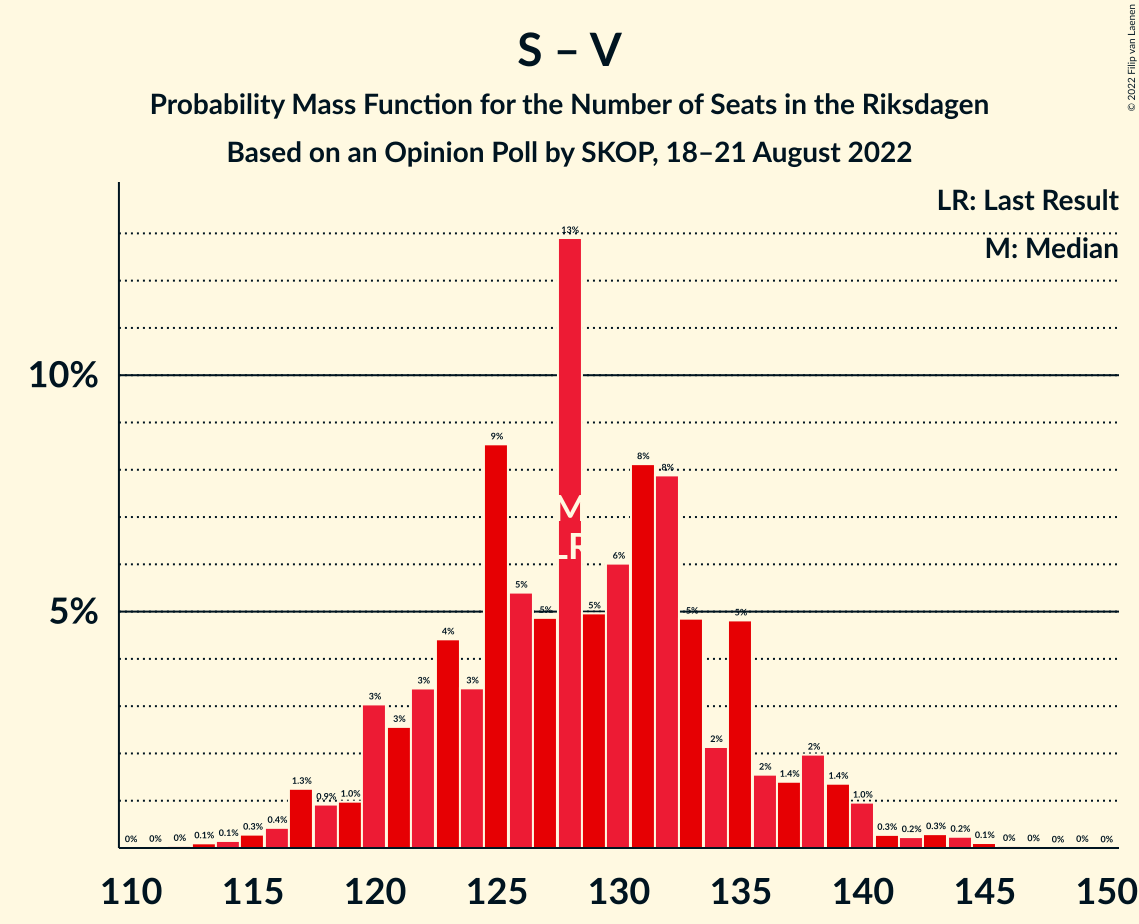 © 2022 Filip van Laenen
S – V
Probability Mass Function for the Number of Seats in the Riksdagen
Based on an Opinion Poll by SKOP, 18–21 August 2022
LR: Last Result
M: Median
10%
5%
0% 0% 0% 0.1% 0.1% 0.3% 0.4% 1.3% 0.9% 1.0% 3% 3% 3% 4% 3% 9% 5% 5% 13% 5% 6% 8% 8% 5% 2% 5% 2% 1.4% 2% 1.4% 1.0% 0.3% 0.2% 0.3% 0.2% 0.1% 0% 0% 0% 0% 0%
M
LR
110 115 120 125 130 135 140 145 150